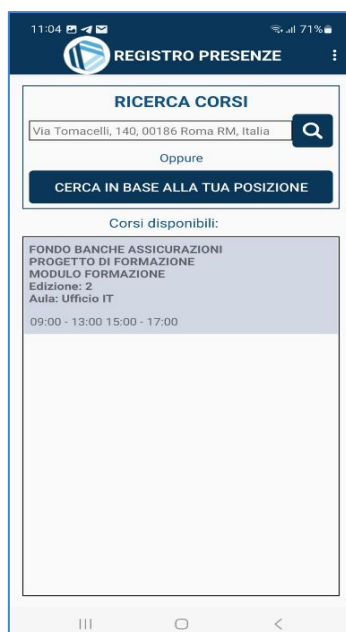 11:04 71%
REGISTRO PRESENZE
RICERCA CORSI
Via Tomacelli, 140, 00186 Roma RM, Italia
Oppure
CERCA IN BASE ALLA TUA POSIZIONE
Corsi disponibili:
FONDO BANCHE ASSICURAZIONI
PROGETTO DI FORMAZIONE
MODULO FORMAZIONE
Edizione: 2
Aula: Ufficio IT
09:00 - 13:00 15:00 - 17:00